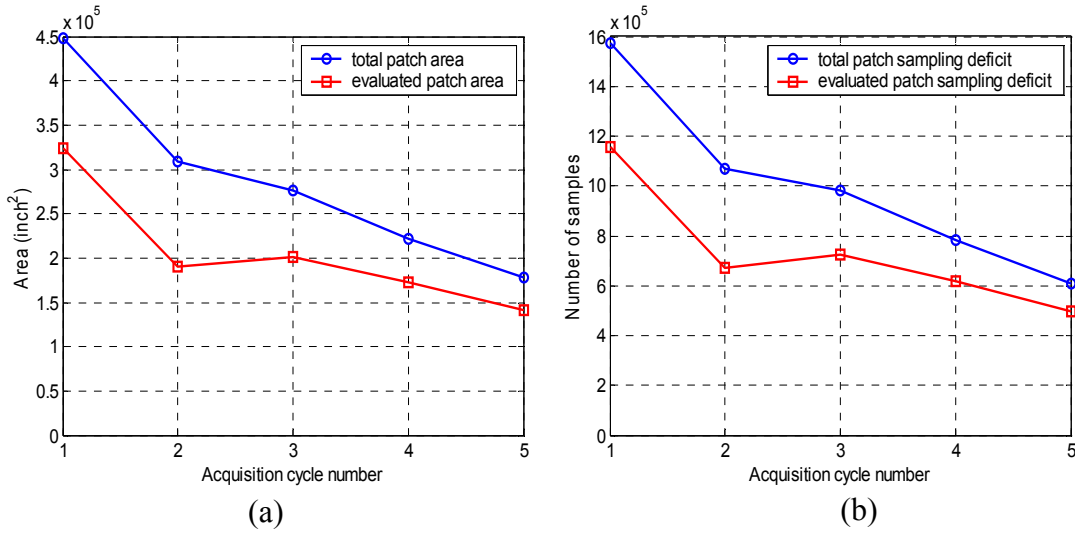 x 10^5
4.5
4
3.5
3
2.5
2
1.5
1
0.5
0
Area (inch^2)
total patch area
evaluated patch area
1 2 3 4 5
Acquisition cycle number
(a)
x 10^5
16
14
12
10
8
6
4
2
0
Number of samples
total patch sampling deficit
evaluated patch sampling deficit
1 2 3 4 5
Acquisition cycle number
(b)